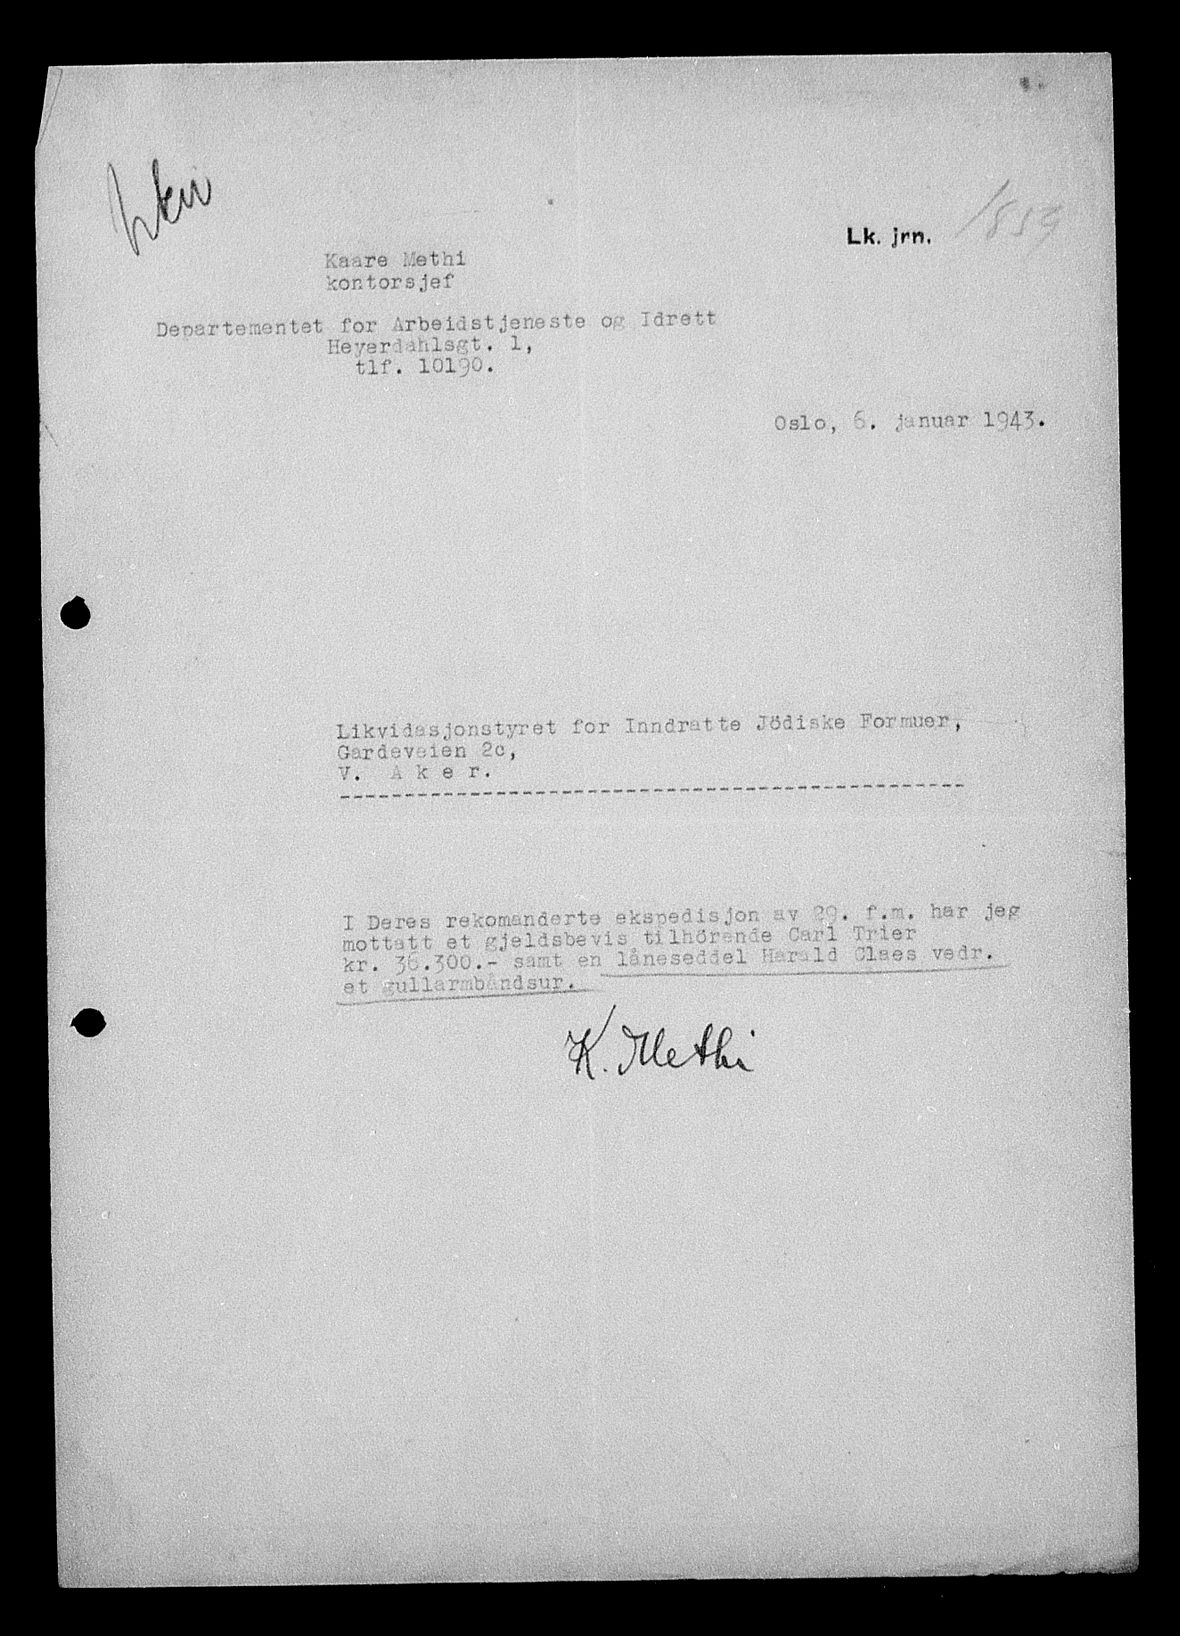 Lk. jrn. 1859
Kaare Methi
kontorsjef
Departementet for Arbeidstjeneste og Idrett
Heyerdahlsgt. 1,
tlf. 10190.
Oslo, 6. januar 1943.
Likvidasjonstyret for Inndratte Jödiske Formuer,
Gardeveien 2c,
V. A k e r.
I Deres rekomanderte ekspedisjon av 29. f.m. har jeg
mottatt et gjeldsbevis tilhörende Carl Trier
kr. 36.300.- samt en låneseddel Harald Claes vedr.
et gullarmbåndsur.
K. Methi